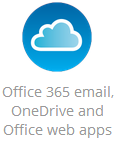 Office 365 email,
OneDrive and
Office web apps